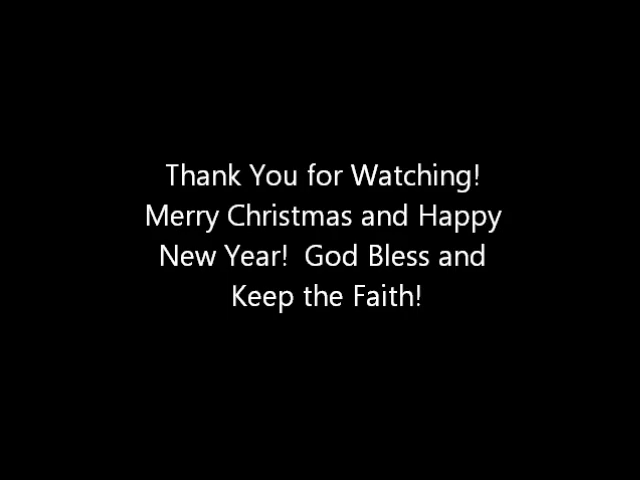 Thank You for Watching!
Merry Christmas and Happy
New Year!  God Bless and
Keep the Faith!